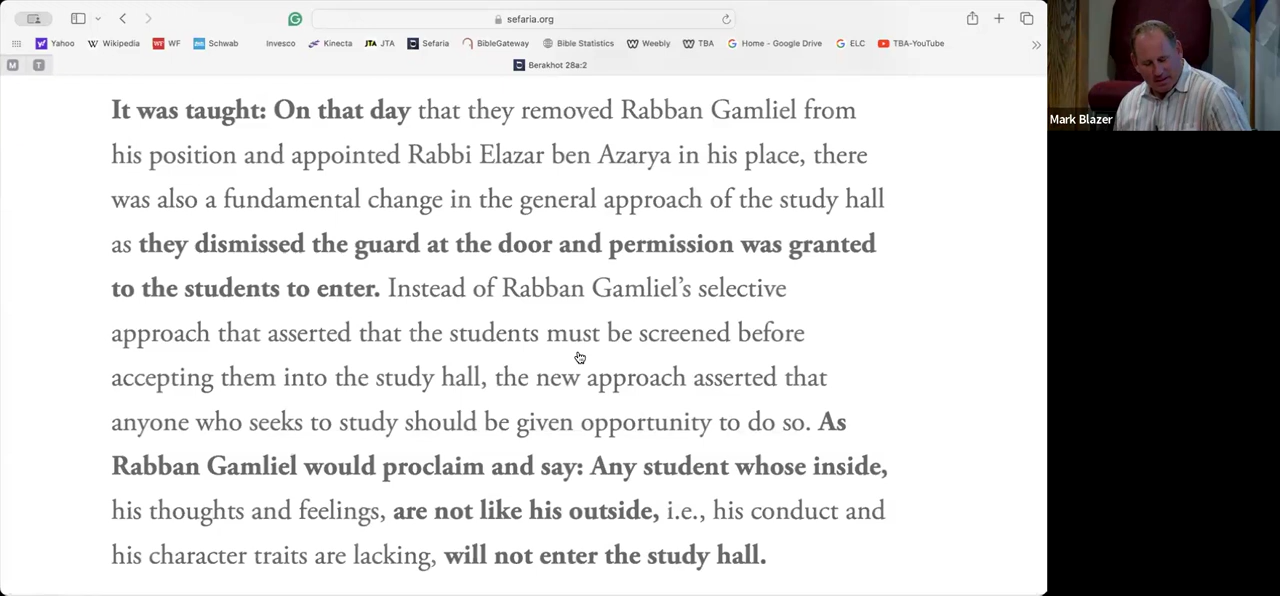 sefaria.org
Yahoo
Wikipedia
WF
Schwab
Invesco
Kinecta
JTA
Sefaria
BibleGateway
Bible Statistics
Weebly
TBA
Home - Google Drive
ELC
TBA-YouTube
M
T
Berakhot 28a:2
It was taught: On that day that they removed Rabban Gamliel from
his position and appointed Rabbi Elazar ben Azarya in his place, there
was also a fundamental change in the general approach of the study hall
as they dismissed the guard at the door and permission was granted
to the students to enter. Instead of Rabban Gamliel’s selective
approach that asserted that the students must be screened before
accepting them into the study hall, the new approach asserted that
anyone who seeks to study should be given opportunity to do so. As
Rabban Gamliel would proclaim and say: Any student whose inside,
his thoughts and feelings, are not like his outside, i.e., his conduct and
his character traits are lacking, will not enter the study hall.
Mark Blazer